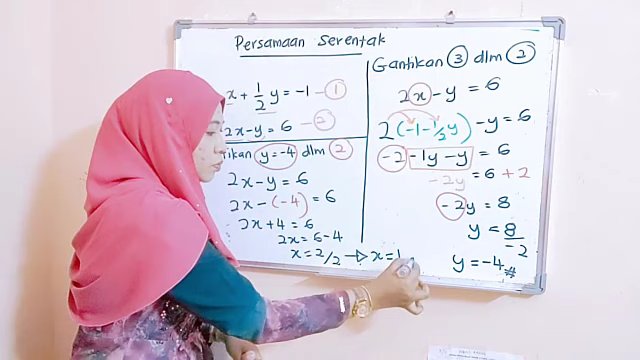 Persamaan Serentak
x + 1/2 y = -1 - ①
2x - y = 6 - ②
y = -4 dlm ②
2x - y = 6
2x - (-4) = 6
2x + 4 = 6
2x = 6 - 4
x = 2/2 → x = 1
Gantikan ③ dlm ②
2x - y = 6
2(-1 - 1/2 y) - y = 6
-2 -1y - y = 6
-2y = 6 + 2
-2y = 8
y = 8/-2
y = -4 #